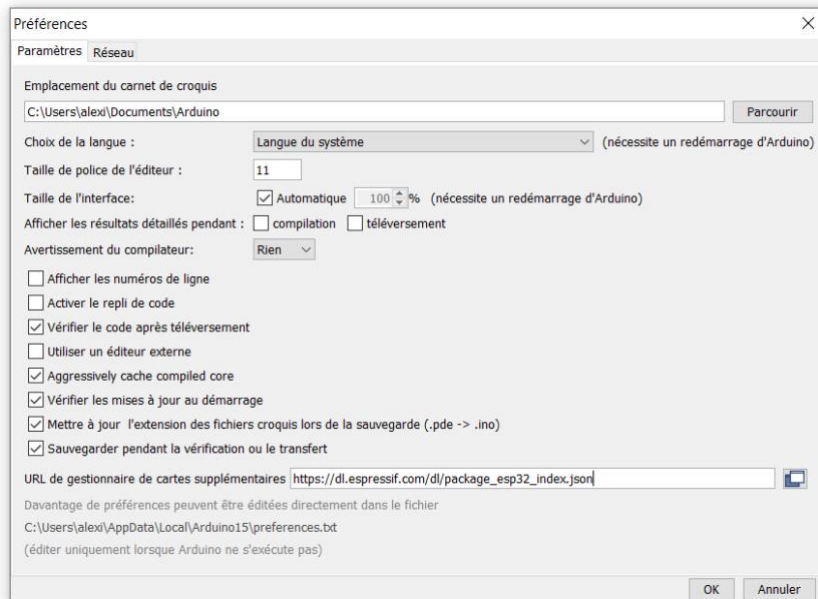 Préférences
Paramètres Réseau
Emplacement du carnet de croquis
C:\Users\alexi\Documents\Arduino Parcourir
Choix de la langue : Langue du système (nécessite un redémarrage d'Arduino)
Taille de police de l'éditeur : 11
Taille de l'interface: Automatique 100 % (nécessite un redémarrage d'Arduino)
Afficher les résultats détaillés pendant : compilation téléversement
Avertissement du compilateur: Rien
Afficher les numéros de ligne
Activer le repli de code
Vérifier le code après téléversement
Utiliser un éditeur externe
Aggressively cache compiled core
Vérifier les mises à jour au démarrage
Mettre à jour l'extension des fichiers croquis lors de la sauvegarde (.pde -> .ino)
Sauvegarder pendant la vérification ou le transfert
URL de gestionnaire de cartes supplémentaires https://dl.espressif.com/dl/package_esp32_index.json
Davantage de préférences peuvent être éditées directement dans le fichier
C:\Users\alexi\AppData\Local\Arduino15\preferences.txt
(éditer uniquement lorsque Arduino ne s'exécute pas)
OK Annuler